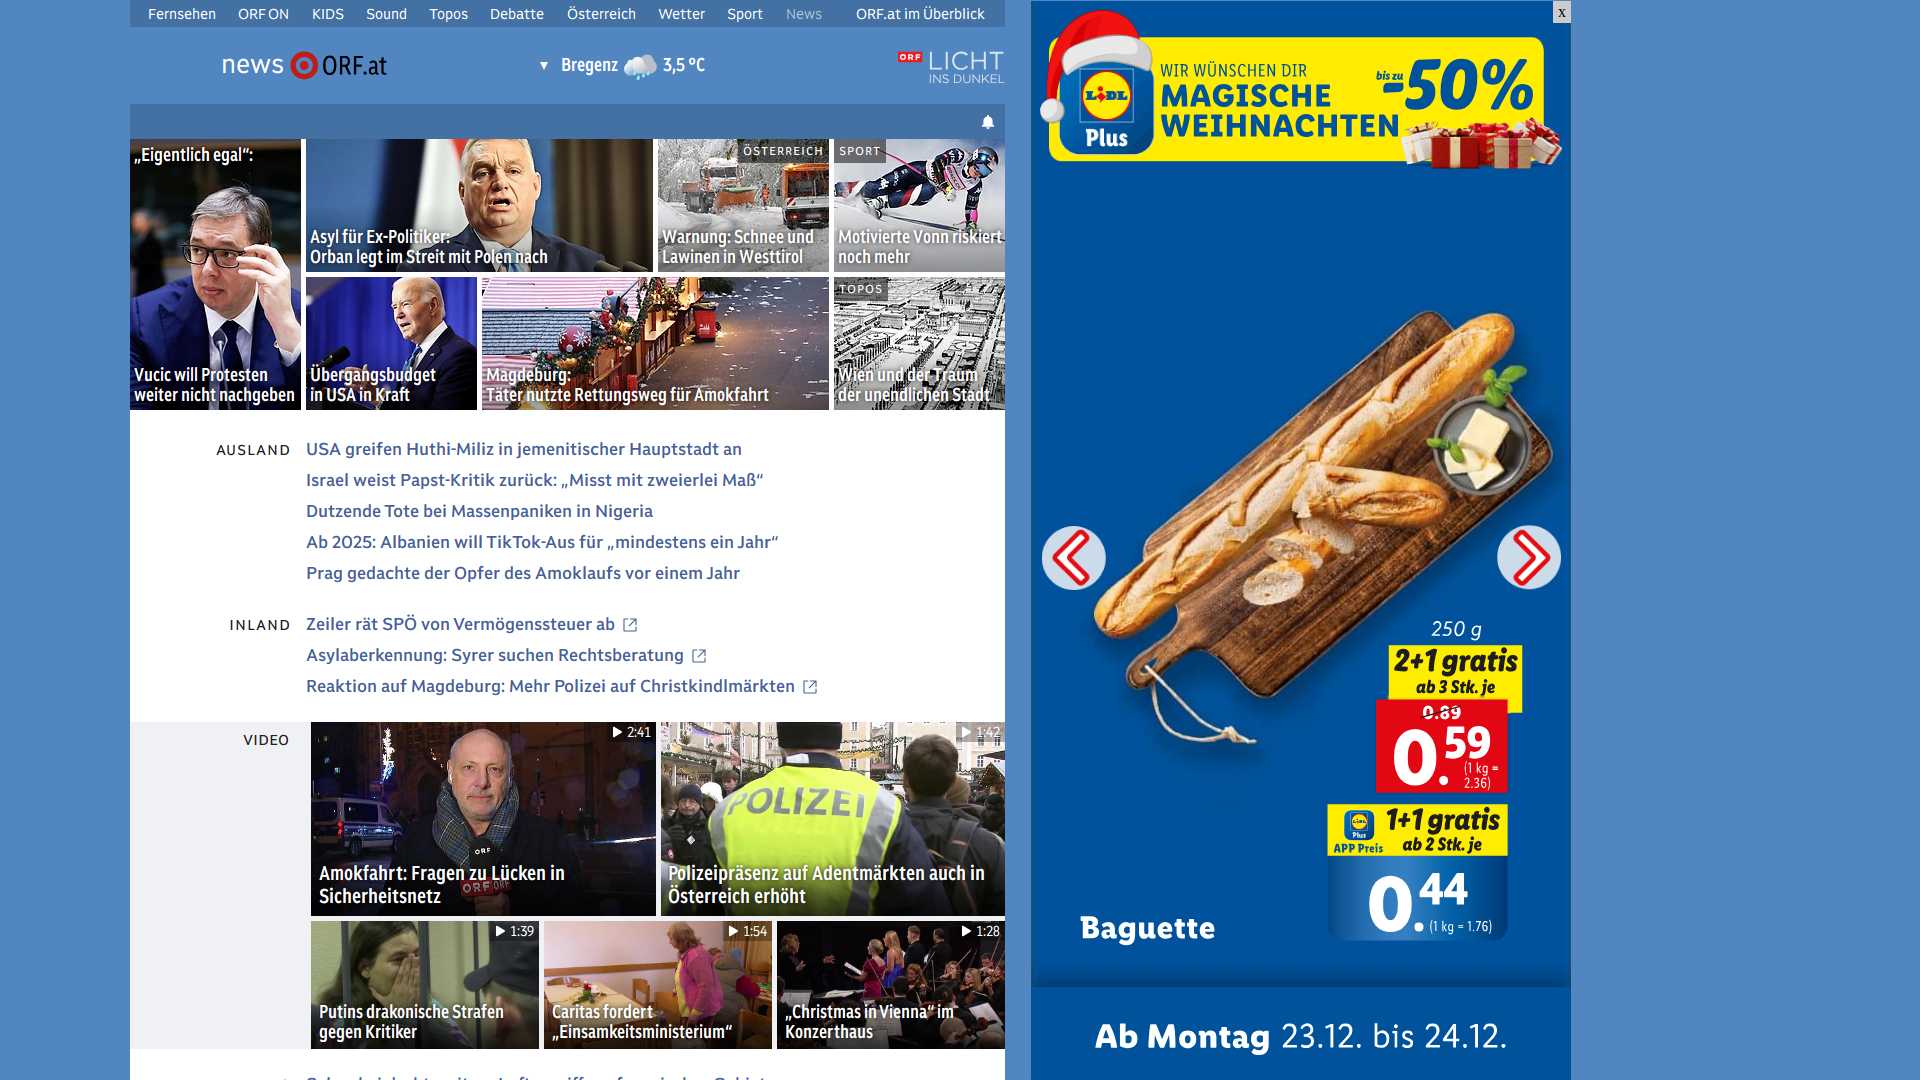 Fernsehen ORF ON KIDS Sound Topos Debatte Österreich Wetter Sport News ORF.at im Überblick
news ORF.at
Bregenz 3,5 °C
ORF LICHT
INS DUNKEL
„Eigentlich egal“:
Vucic will Protesten
weiter nicht nachgeben
Asyl für Ex-Politiker:
Orban legt im Streit mit Polen nach
ÖSTERREICH
Warnung: Schnee und
Lawinen in Westtirol
SPORT
Motivierte Vonn riskiert
noch mehr
Übergangsbudget
in USA in Kraft
Magdeburg:
Täter nutzte Rettungsweg für Amokfahrt
TOPOS
Wien und der Traum
der unendlichen Stadt
AUSLAND
USA greifen Huthi-Miliz in jemenitischer Hauptstadt an
Israel weist Papst-Kritik zurück: „Misst mit zweierlei Maß“
Dutzende Tote bei Massenpaniken in Nigeria
Ab 2025: Albanien will TikTok-Aus für „mindestens ein Jahr“
Prag gedachte der Opfer des Amoklaufs vor einem Jahr
INLAND
Zeiler rät SPÖ von Vermögenssteuer ab
Asylaberkennung: Syrer suchen Rechtsberatung
Reaktion auf Magdeburg: Mehr Polizei auf Christkindlmärkten
VIDEO
2:41
ORF
ORF ORF
Amokfahrt: Fragen zu Lücken in
Sicherheitsnetz
1:42
POLIZEI
Polizeipräsenz auf Adentmärkten auch in
Österreich erhöht
1:39
Putins drakonische Strafen
gegen Kritiker
1:54
Caritas fordert
„Einsamkeitsministerium“
1:28
„Christmas in Vienna“ im
Konzerthaus
x
LIDL
Plus
WIR WÜNSCHEN DIR
MAGISCHE
WEIHNACHTEN
bis zu
-50%
250 g
2+1 gratis
ab 3 Stk. je
0.89
0.59
(1 kg =
2.36)
LIDL
Plus
APP Preis
1+1 gratis
ab 2 Stk. je
0.44
(1 kg = 1.76)
Baguette
Ab Montag 23.12. bis 24.12.